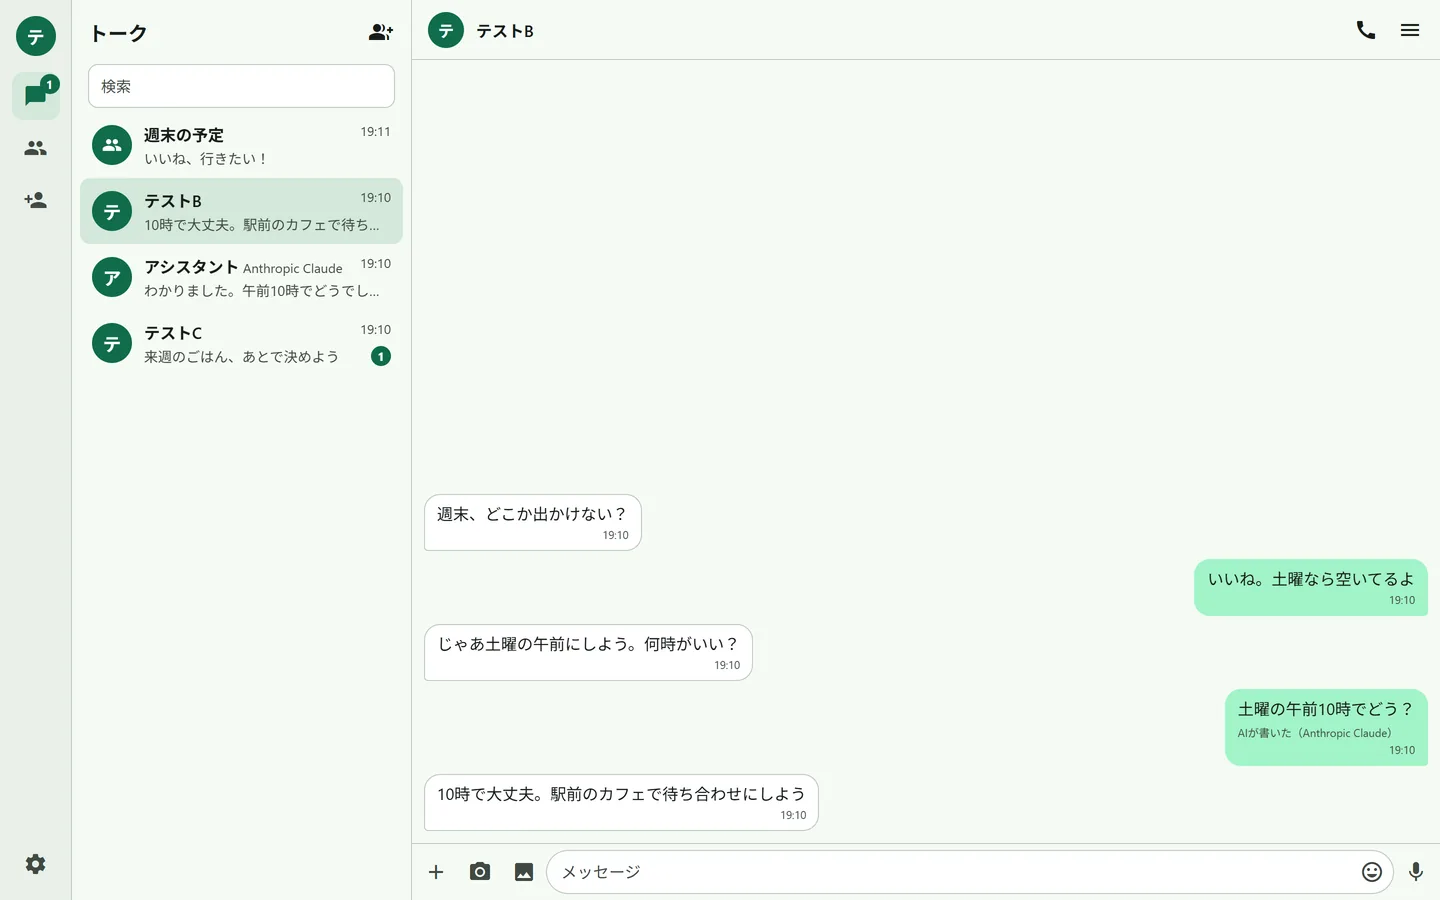 テ
1
トーク
検索
週末の予定
19:11
いいね、行きたい！
テ
テストB
19:10
10時で大丈夫。駅前のカフェで待ち...
ア
アシスタント Anthropic Claude
19:10
わかりました。午前10時でどうでし...
テ
テストC
19:10
来週のごはん、あとで決めよう
1
テ
テストB
週末、どこか出かけない？
19:10
いいね。土曜なら空いてるよ
19:10
じゃあ土曜の午前にしよう。何時がいい？
19:10
土曜の午前10時でどう？
AIが書いた（Anthropic Claude）
19:10
10時で大丈夫。駅前のカフェで待ち合わせにしよう
19:10
メッセージ